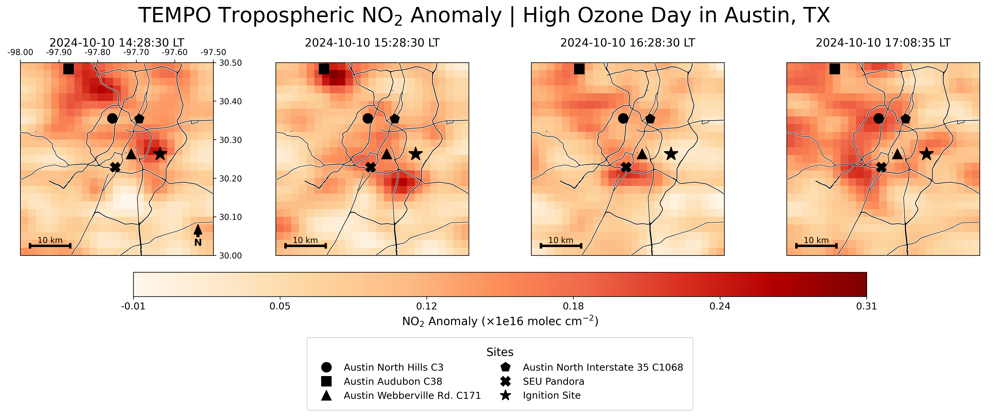 TEMPO Tropospheric NO₂ Anomaly | High Ozone Day in Austin, TX
2024-10-10 14:28:30 LT
2024-10-10 15:28:30 LT
2024-10-10 16:28:30 LT
2024-10-10 17:08:35 LT
-98.00 -97.90 -97.80 -97.70 -97.60 -97.50
30.50
30.40
30.30
30.20
30.10
30.00
N
10 km
10 km
10 km
10 km
-0.01 0.05 0.12 0.18 0.24 0.31
NO₂ Anomaly (×1e16 molec cm⁻²)
Sites
Austin North Hills C3
Austin Audubon C38
Austin Webberville Rd. C171
Austin North Interstate 35 C1068
SEU Pandora
Ignition Site